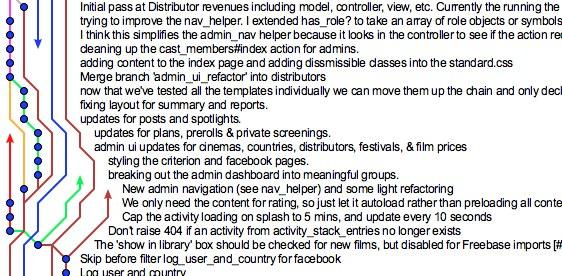 Initial pass at Distributor revenues including model, controller, view, etc. Currently the running the
trying to improve the nav_helper. I extended has_role? to take an array of role objects or symbols
I think this simplifies the admin_nav helper because it looks in the controller to see if the action re
cleaning up the cast_members#index action for admins.
adding content to the index page and adding dissmissible classes into the standard.css
Merge branch 'admin_ui_refactor' into distributors
now that we've tested all the templates individually we can move them up the chain and only decl
fixing layout for summary and reports.
updates for posts and spotlights.
updates for plans, prerolls & private screenings.
admin ui updates for cinemas, countries, distributors, festivals, & film prices
styling the criterion and facebook pages.
breaking out the admin dashboard into meaningful groups.
New admin navigation (see nav_helper) and some light refactoring
We only need the content for rating, so just let it autoload rather than preloading all conte
Cap the activity loading on splash to 5 mins, and update every 10 seconds
Don't raise 404 if an activity from activity_stack_entries no longer exists
The 'show in library' box should be checked for new films, but disabled for Freebase imports [#
Skip before filter log_user_and_country for facebook
Log user and country